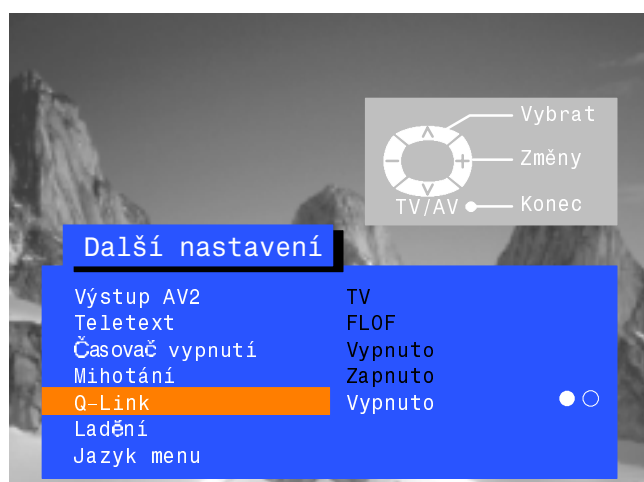 Vybrat
Změny
TV/AV Konec
Další nastavení
Výstup AV2 TV
Teletext FLOF
Časovač vypnutí Vypnuto
Mihotání Zapnuto
Q-Link Vypnuto
Ladění
Jazyk menu